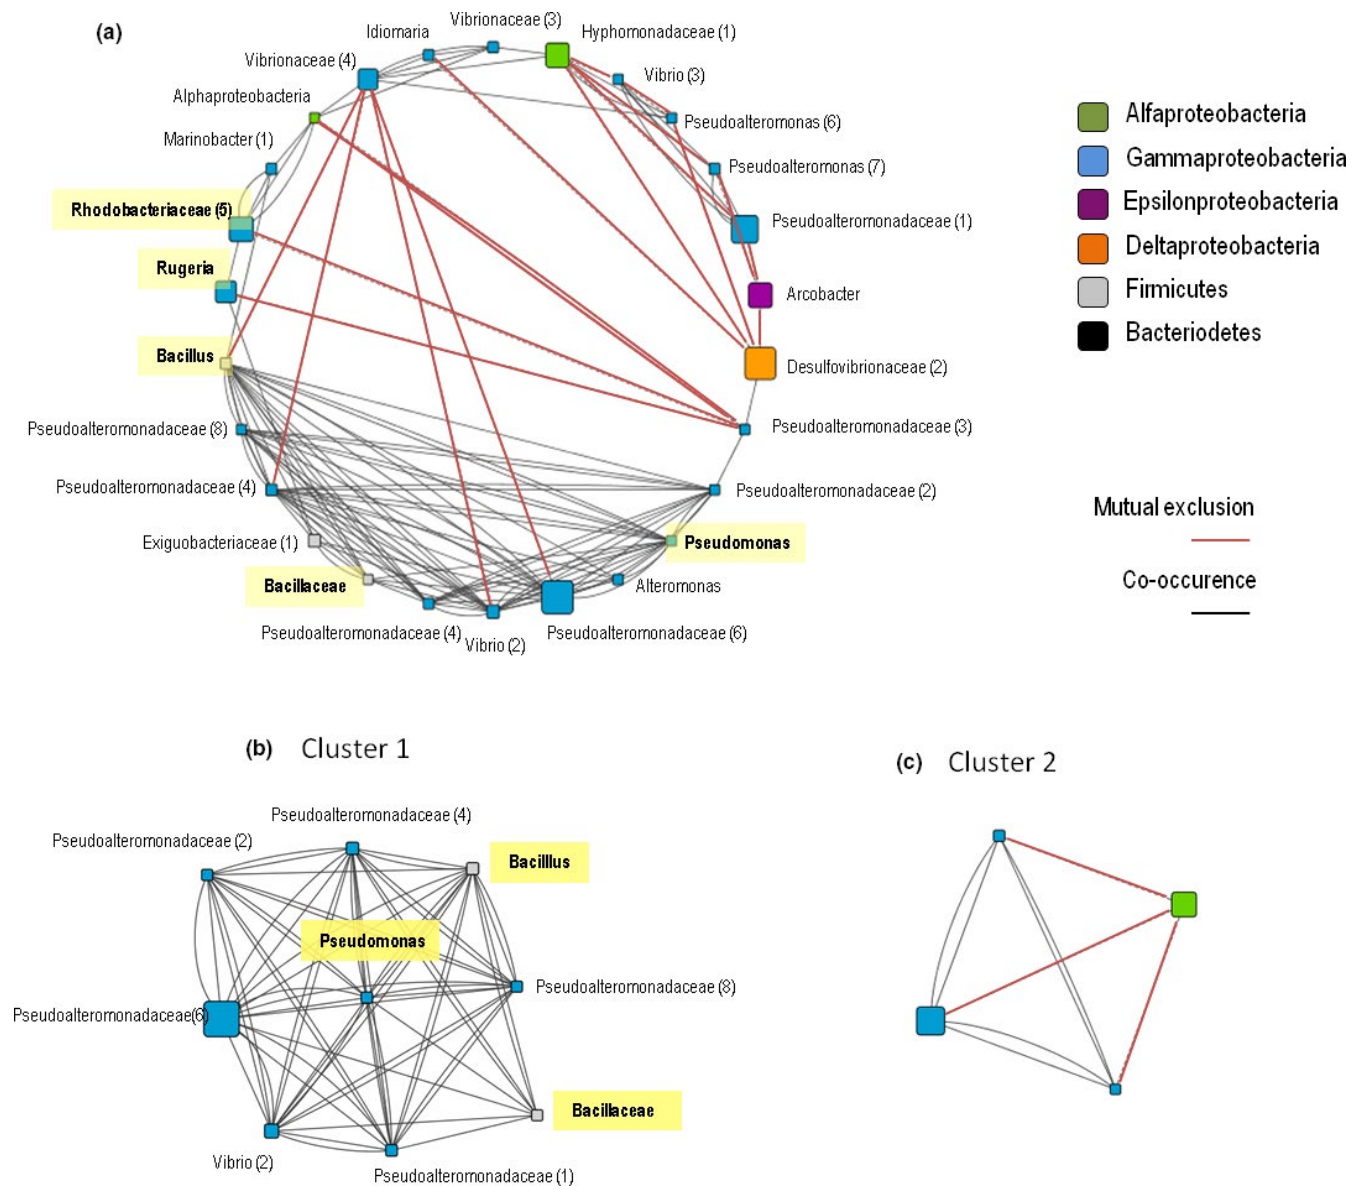 (a)
Idiomaria
Vibrionaceae (3)
Hyphomonadaceae (1)
Vibrionaceae (4)
Vibrio (3)
Alphaproteobacteria
Pseudoalteromonas (6)
Marinobacter (1)
Pseudoalteromonas (7)
Rhodobacteriaceae (5)
Pseudoalteromonadaceae (1)
Rugeria
Arcobacter
Bacillus
Desulfovibrionaceae (2)
Pseudoalteromonadaceae (8)
Pseudoalteromonadaceae (3)
Pseudoalteromonadaceae (4)
Pseudoalteromonadaceae (2)
Exiguobacteriaceae (1)
Pseudomonas
Bacillaceae
Alteromonas
Pseudoalteromonadaceae (4)
Vibrio (2)
Pseudoalteromonadaceae (6)
Alfaproteobacteria
Gammaproteobacteria
Epsilonproteobacteria
Deltaproteobacteria
Firmicutes
Bacteriodetes
Mutual exclusion
Co-occurence
(b) Cluster 1
Pseudoalteromonadaceae (4)
Pseudoalteromonadaceae (2)
Bacilllus
Pseudomonas
Pseudoalteromonadaceae (8)
Pseudoalteromonadaceae(6)
Bacillaceae
Vibrio (2)
Pseudoalteromonadaceae (1)
(c) Cluster 2